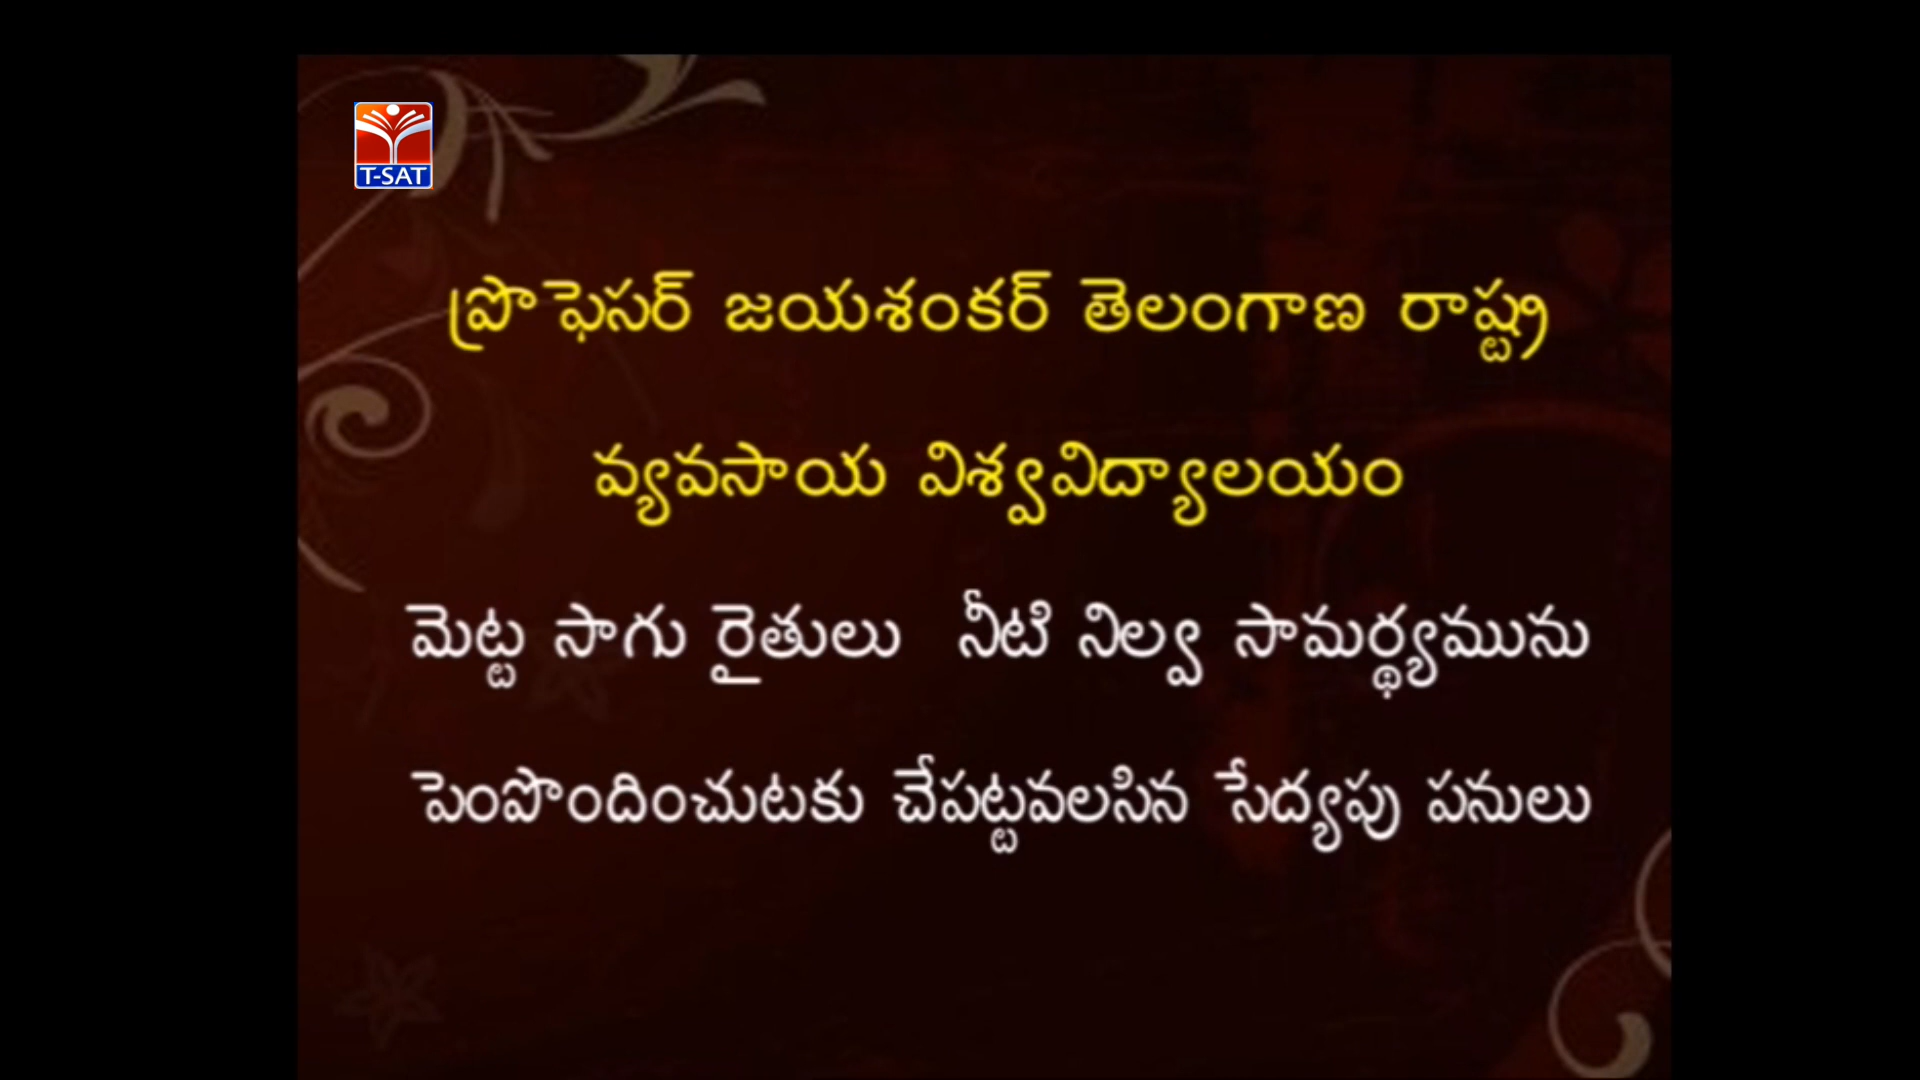 T-SAT
ప్రొఫెసర్ జయశంకర్ తెలంగాణ రాష్ట్ర
వ్యవసాయ విశ్వవిద్యాలయం
మెట్ట సాగు రైతులు నీటి నిల్వ సామర్థ్యమును
పెంపొందించుటకు చేపట్టవలసిన సేద్యపు పనులు